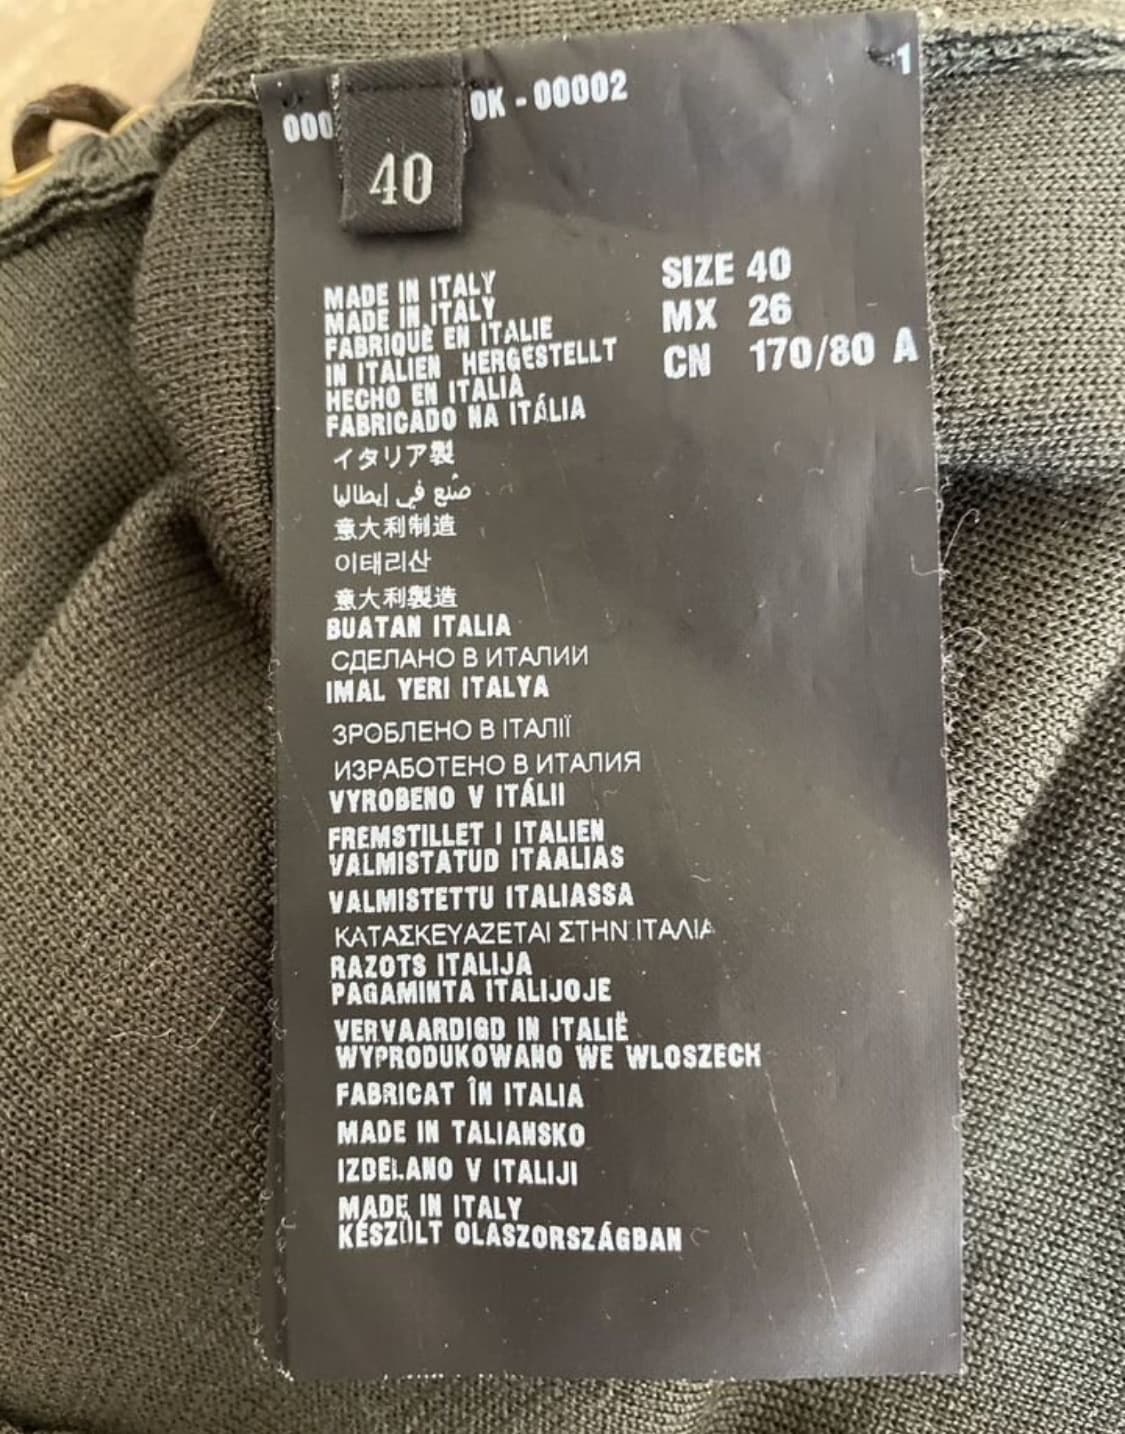 1
000 OK - 00002
40
SIZE 40
MX 26
CN 170/80 A
MADE IN ITALY
MADE IN ITALY
FABRIQUÈ EN ITALIE
IN ITALIEN HERGESTELLT
HECHO EN ITALIA
FABRICADO NA ITÁLIA
イタリア製
صنع في إيطاليا
意大利制造
이태리산
意大利製造
BUATAN ITALIA
СДЕЛАНО В ИТАЛИИ
IMAL YERI ITALYA
ЗРОБЛЕНО В ІТАЛІЇ
ИЗРАБОТЕНО В ИТАЛИЯ
VYROBENO V ITÁLII
FREMSTILLET I ITALIEN
VALMISTATUD ITAALIAS
VALMISTETTU ITALIASSA
ΚΑΤΑΣΚΕΥΑΖΕΤΑΙ ΣΤΗΝ ΙΤΑΛΙΑ
RAZOTS ITALIJA
PAGAMINTA ITALIJOJE
VERVAARDIGD IN ITALIË
WYPRODUKOWANO WE WLOSZECH
FABRICAT ÎN ITALIA
MADE IN TALIANSKO
IZDELANO V ITALIJI
MADE IN ITALY
KÉSZÜLT OLASZORSZÁGBAN